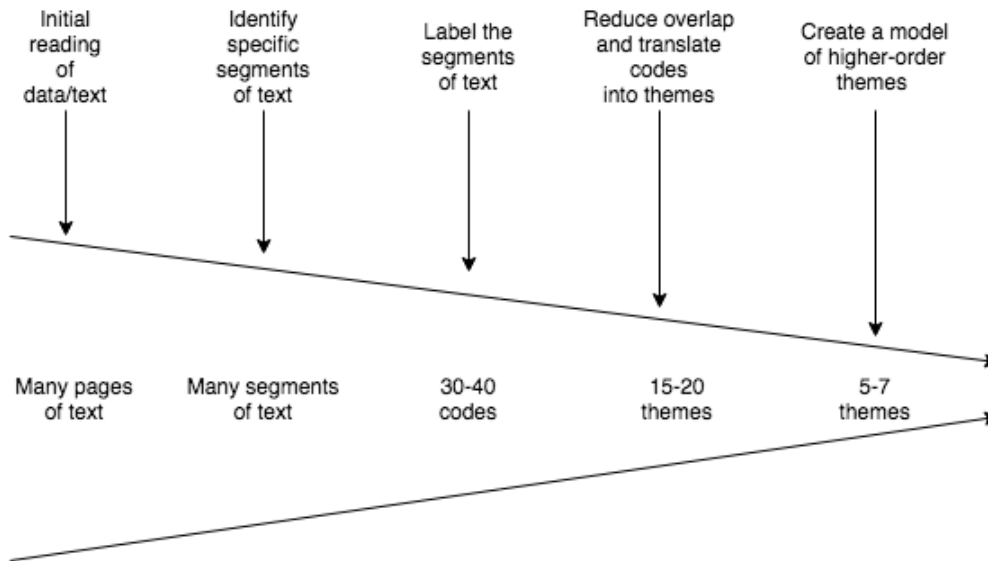 Initial
reading
of
data/text
Identify
specific
segments
of text
Label the
segments
of text
Reduce overlap
and translate
codes
into themes
Create a model
of higher-order
themes
Many pages
of text
Many segments
of text
30-40
codes
15-20
themes
5-7
themes